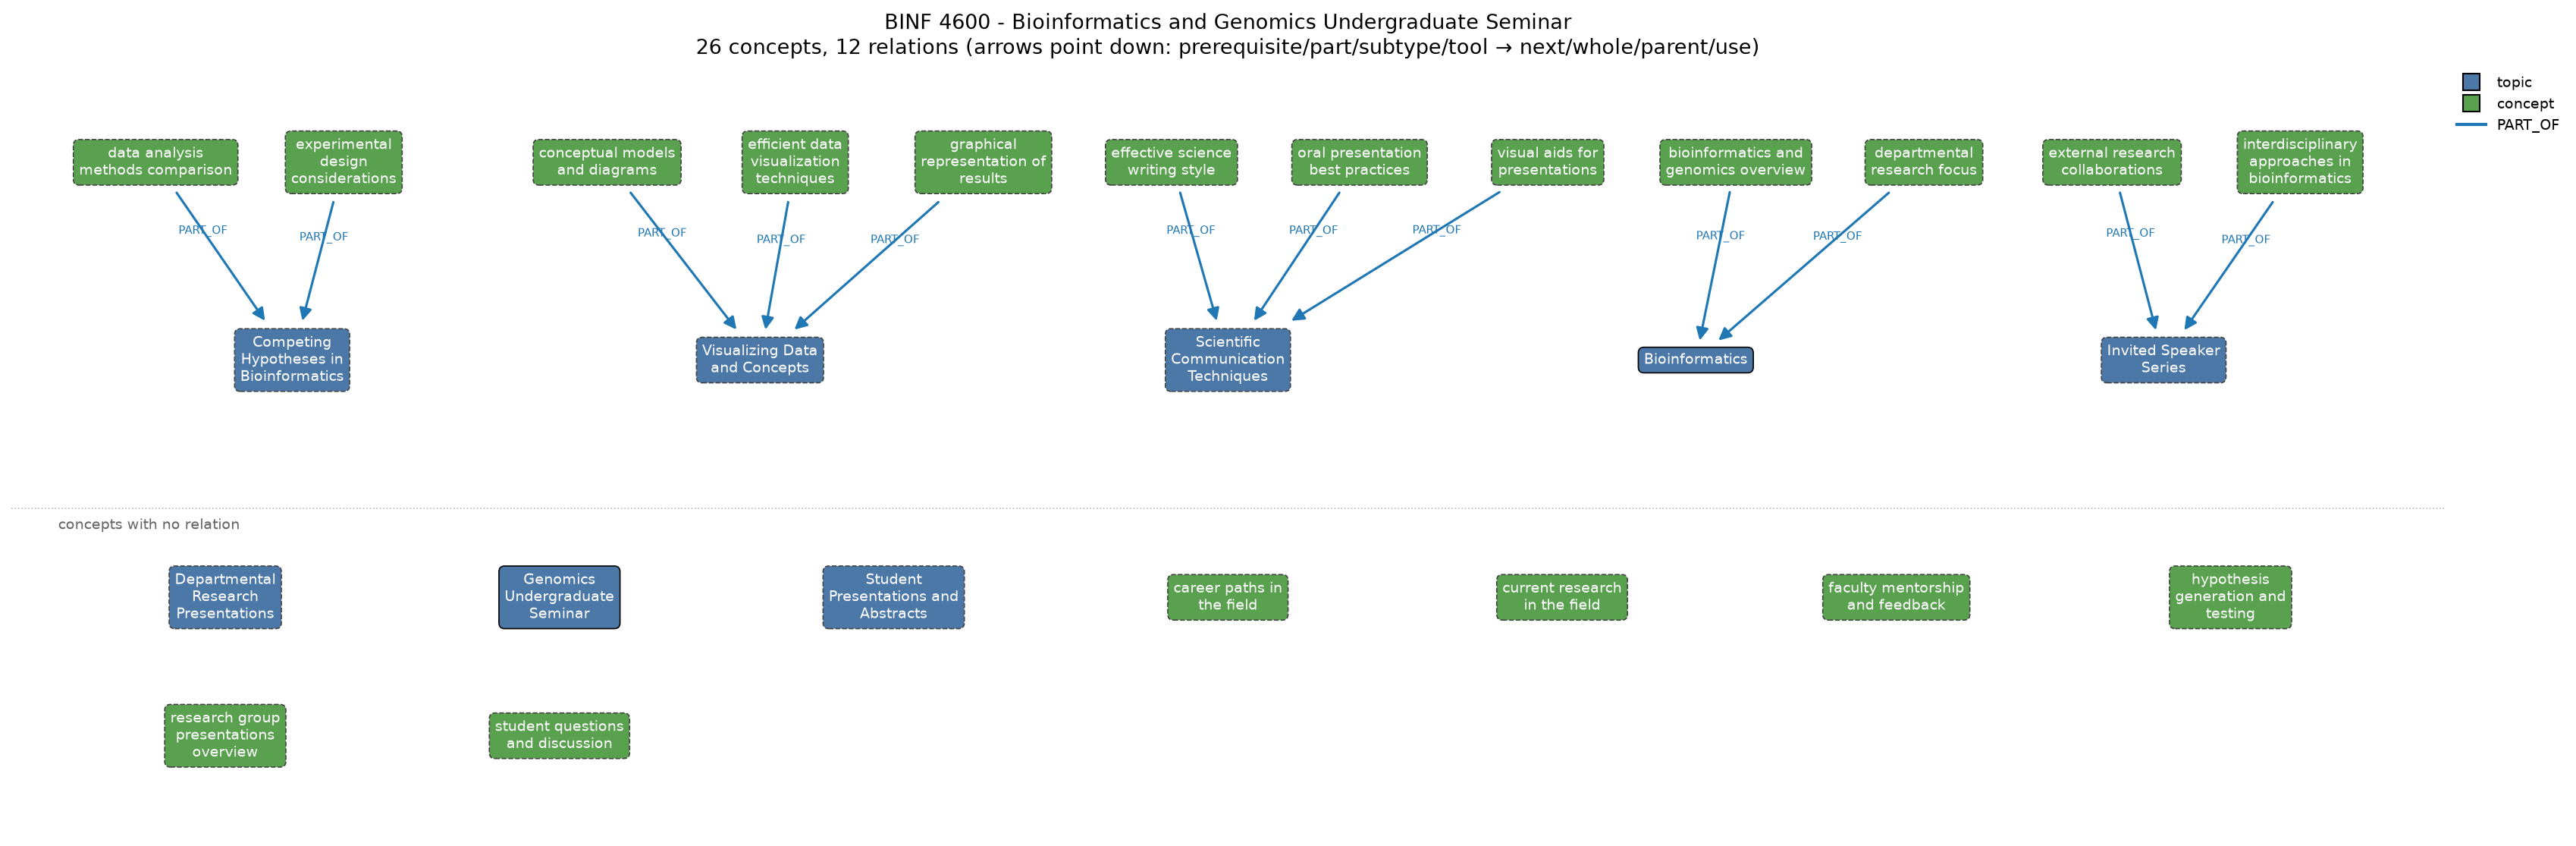 BINF 4600 - Bioinformatics and Genomics Undergraduate Seminar
26 concepts, 12 relations (arrows point down: prerequisite/part/subtype/tool → next/whole/parent/use)
topic
concept
PART_OF
data analysis
methods comparison
experimental
design
considerations
conceptual models
and diagrams
efficient data
visualization
techniques
graphical
representation of
results
effective science
writing style
oral presentation
best practices
visual aids for
presentations
bioinformatics and
genomics overview
departmental
research focus
external research
collaborations
interdisciplinary
approaches in
bioinformatics
PART_OF
PART_OF
PART_OF
PART_OF
PART_OF
PART_OF
PART_OF
PART_OF
PART_OF
PART_OF
PART_OF
PART_OF
Competing
Hypotheses in
Bioinformatics
Visualizing Data
and Concepts
Scientific
Communication
Techniques
Bioinformatics
Invited Speaker
Series
concepts with no relation
Departmental
Research
Presentations
Genomics
Undergraduate
Seminar
Student
Presentations and
Abstracts
career paths in
the field
current research
in the field
faculty mentorship
and feedback
hypothesis
generation and
testing
research group
presentations
overview
student questions
and discussion